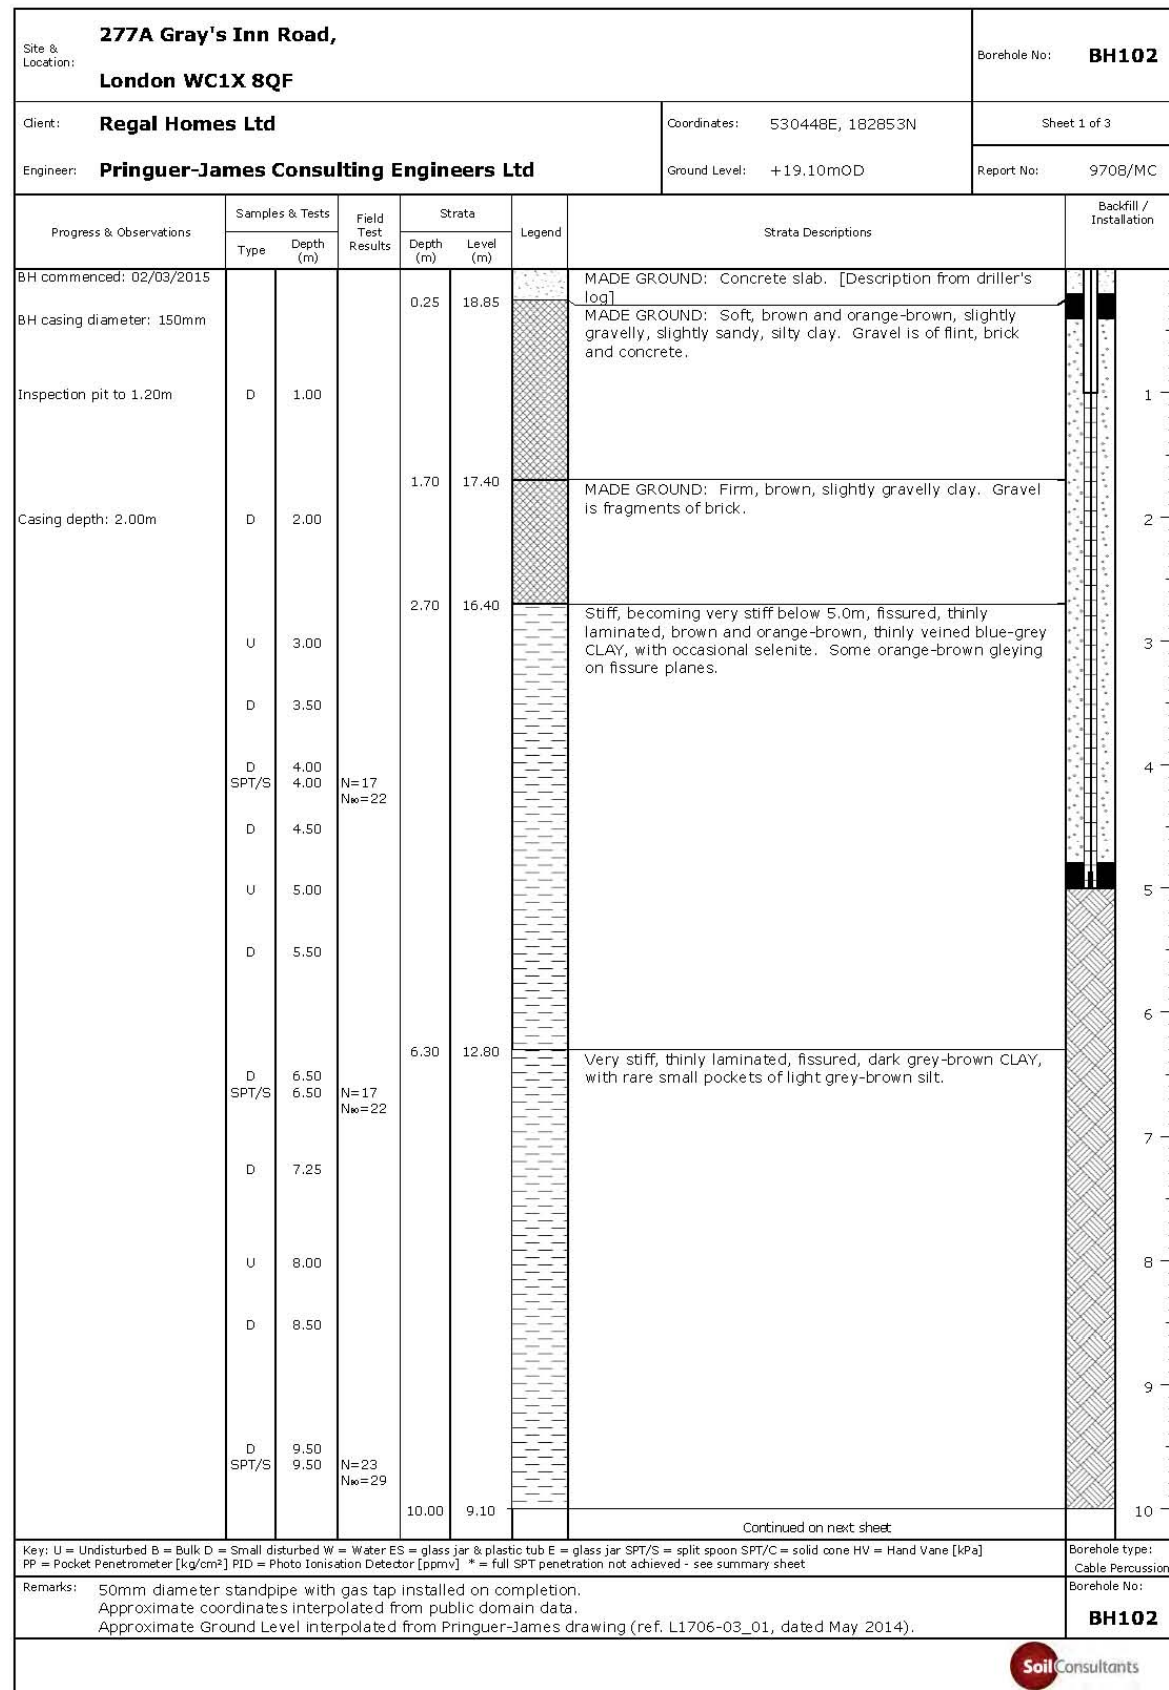 Site &
Location:
277A Gray's Inn Road,
London WC1X 8QF
Borehole No:
BH102
Client:
Regal Homes Ltd
Coordinates:
530448E, 182853N
Sheet 1 of 3
Engineer:
Pringuer-James Consulting Engineers Ltd
Ground Level:
+19.10mOD
Report No:
9708/MC
Progress & Observations
Samples & Tests
Type
Depth
(m)
Field
Test
Results
Strata
Depth
(m)
Level
(m)
Legend
Strata Descriptions
Backfill /
Installation
BH commenced: 02/03/2015
MADE GROUND: Concrete slab. [Description from driller's
log]
0.25 18.85
BH casing diameter: 150mm
MADE GROUND: Soft, brown and orange-brown, slightly
gravelly, slightly sandy, silty clay. Gravel is of flint, brick
and concrete.
Inspection pit to 1.20m D 1.00 1
1.70 17.40
MADE GROUND: Firm, brown, slightly gravelly clay. Gravel
is fragments of brick.
Casing depth: 2.00m D 2.00 2
2.70 16.40
Stiff, becoming very stiff below 5.0m, fissured, thinly
laminated, brown and orange-brown, thinly veined blue-grey
CLAY, with occasional selenite. Some orange-brown gleying
on fissure planes.
U 3.00 3
D 3.50
D 4.00 4
SPT/S 4.00 N=17
N₆₀=22
D 4.50
U 5.00 5
D 5.50
6
6.30 12.80
Very stiff, thinly laminated, fissured, dark grey-brown CLAY,
with rare small pockets of light grey-brown silt.
D 6.50
SPT/S 6.50 N=17
N₆₀=22
7
D 7.25
U 8.00 8
D 8.50
9
D 9.50
SPT/S 9.50 N=23
N₆₀=29
10.00 9.10 10
Continued on next sheet
Key: U = Undisturbed B = Bulk D = Small disturbed W = Water ES = glass jar & plastic tub E = glass jar SPT/S = split spoon SPT/C = solid cone HV = Hand Vane [kPa]
PP = Pocket Penetrometer [kg/cm²] PID = Photo Ionisation Detector [ppmv] * = full SPT penetration not achieved - see summary sheet
Borehole type:
Cable Percussion
Remarks:
50mm diameter standpipe with gas tap installed on completion.
Approximate coordinates interpolated from public domain data.
Approximate Ground Level interpolated from Pringuer-James drawing (ref. L1706-03_01, dated May 2014).
Borehole No:
BH102
SoilConsultants